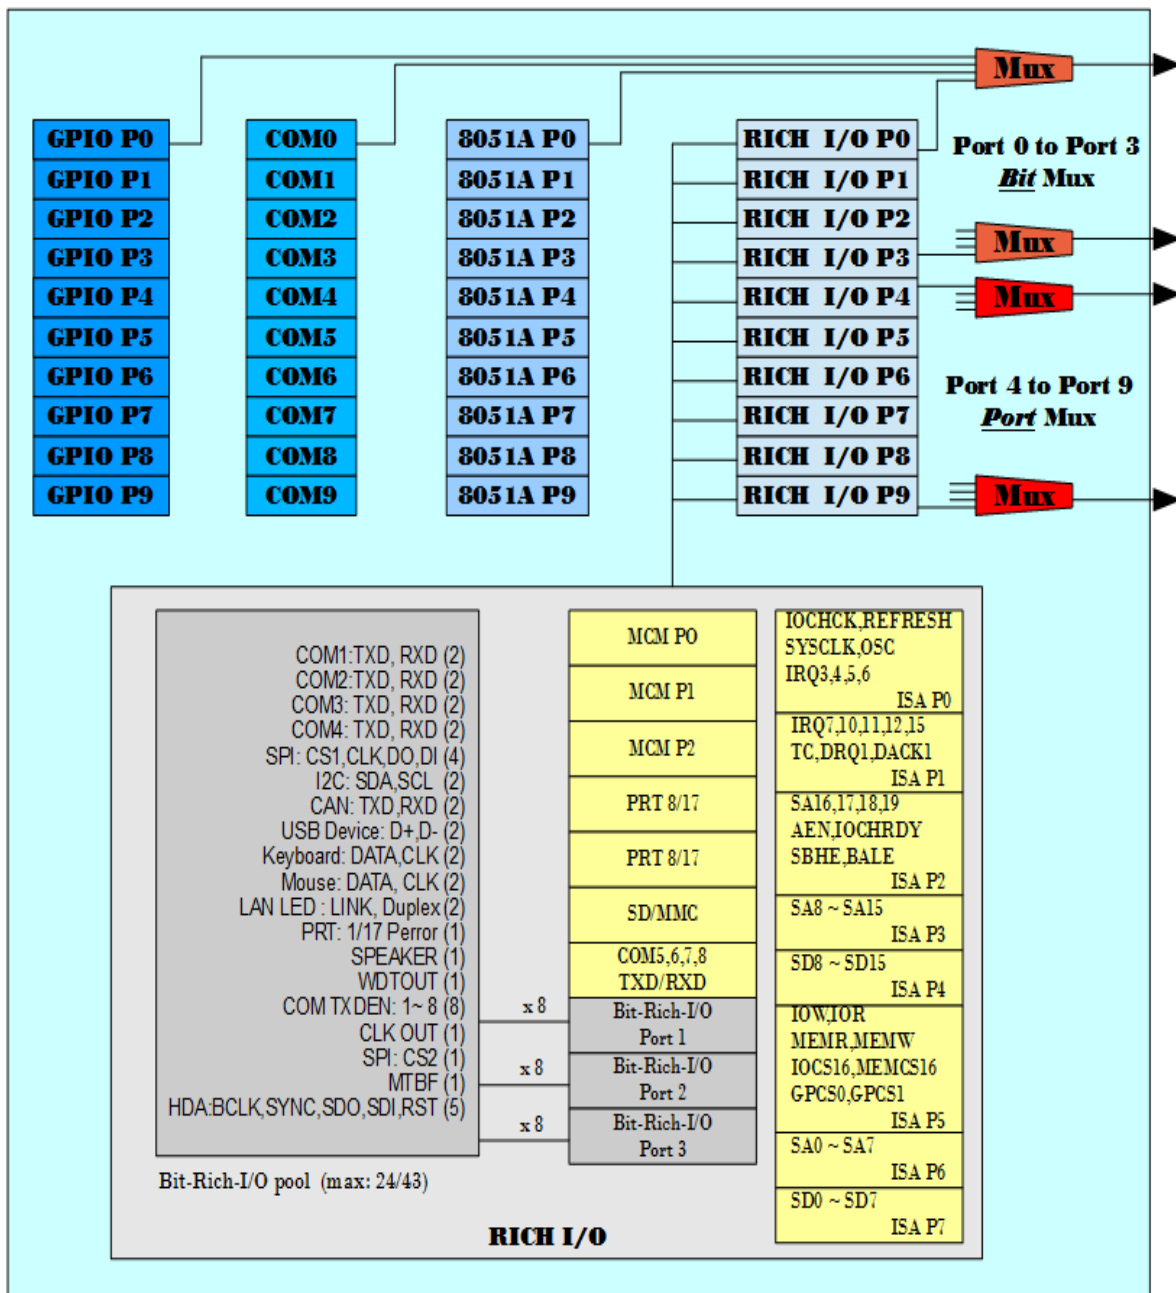 Mux
GPIO P0
GPIO P1
GPIO P2
GPIO P3
GPIO P4
GPIO P5
GPIO P6
GPIO P7
GPIO P8
GPIO P9
COM0
COM1
COM2
COM3
COM4
COM5
COM6
COM7
COM8
COM9
8051A P0
8051A P1
8051A P2
8051A P3
8051A P4
8051A P5
8051A P6
8051A P7
8051A P8
8051A P9
RICH I/O P0
RICH I/O P1
RICH I/O P2
RICH I/O P3
RICH I/O P4
RICH I/O P5
RICH I/O P6
RICH I/O P7
RICH I/O P8
RICH I/O P9
Port 0 to Port 3
Bit Mux
Mux
Mux
Port 4 to Port 9
Port Mux
Mux
COM1:TXD, RXD (2)
COM2:TXD, RXD (2)
COM3: TXD, RXD (2)
COM4: TXD, RXD (2)
SPI: CS1,CLK,DO,DI (4)
I2C: SDA,SCL (2)
CAN: TXD,RXD (2)
USB Device: D+,D- (2)
Keyboard: DATA,CLK (2)
Mouse: DATA, CLK (2)
LAN LED : LINK, Duplex(2)
PRT: 1/17 Perror (1)
SPEAKER (1)
WDTOUT (1)
COM TXDEN: 1~ 8 (8)
CLK OUT (1)
SPI: CS2 (1)
MTBF (1)
HDA:BCLK,SYNC,SDO,SDI,RST (5)
Bit-Rich-I/O pool (max: 24/43)
x 8
x 8
x 8
MCM PO
MCM P1
MCM P2
PRT 8/17
PRT 8/17
SD/MMC
COM5,6,7,8
TXD/RXD
Bit-Rich-I/O
Port 1
Bit-Rich-I/O
Port 2
Bit-Rich-I/O
Port 3
IOCHCK,REFRESH
SYSCLK,OSC
IRQ3,4,5,6
ISA P0
IRQ7,10,11,12,15
TC,DRQ1,DACK1
ISA P1
SA16,17,18,19
AEN,IOCHRDY
SBHE,BALE
ISA P2
SA8 ~ SA15
ISA P3
SD8 ~ SD15
ISA P4
IOW,IOR
MEMR,MEMW
IOCS16,MEMCS16
GPCS0,GPCS1
ISA P5
SA0 ~ SA7
ISA P6
SD0 ~ SD7
ISA P7
RICH I/O